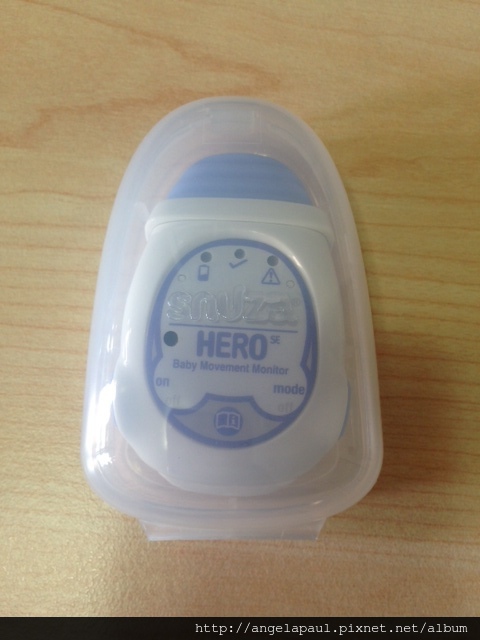 snuza
HERO SE
Baby Movement Monitor
on
mode
http://angelapaul.pixnet.net/album